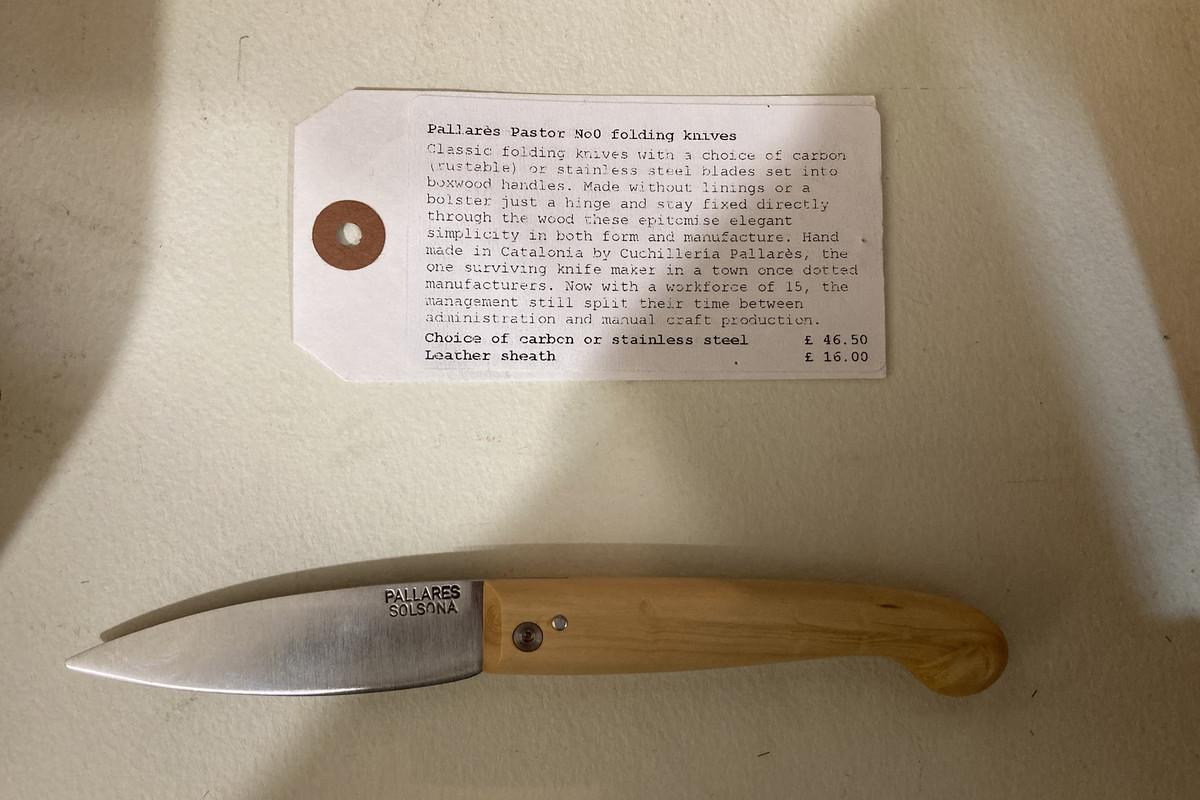 Pallarès Pastor No0 folding knives
Classic folding knives with a choice of carbon
(rustable) or stainless steel blades set into
boxwood handles. Made without linings or a
bolster just a hinge and stay fixed directly
through the wood these epitomise elegant
simplicity in both form and manufacture. Hand
made in Catalonia by Cuchilleria Pallarès, the
one surviving knife maker in a town once dotted
manufacturers. Now with a workforce of 15, the
management still split their time between
administration and manual craft production.
Choice of carbon or stainless steel £ 46.50
Leather sheath £ 16.00
PALLARES
SOLSONA